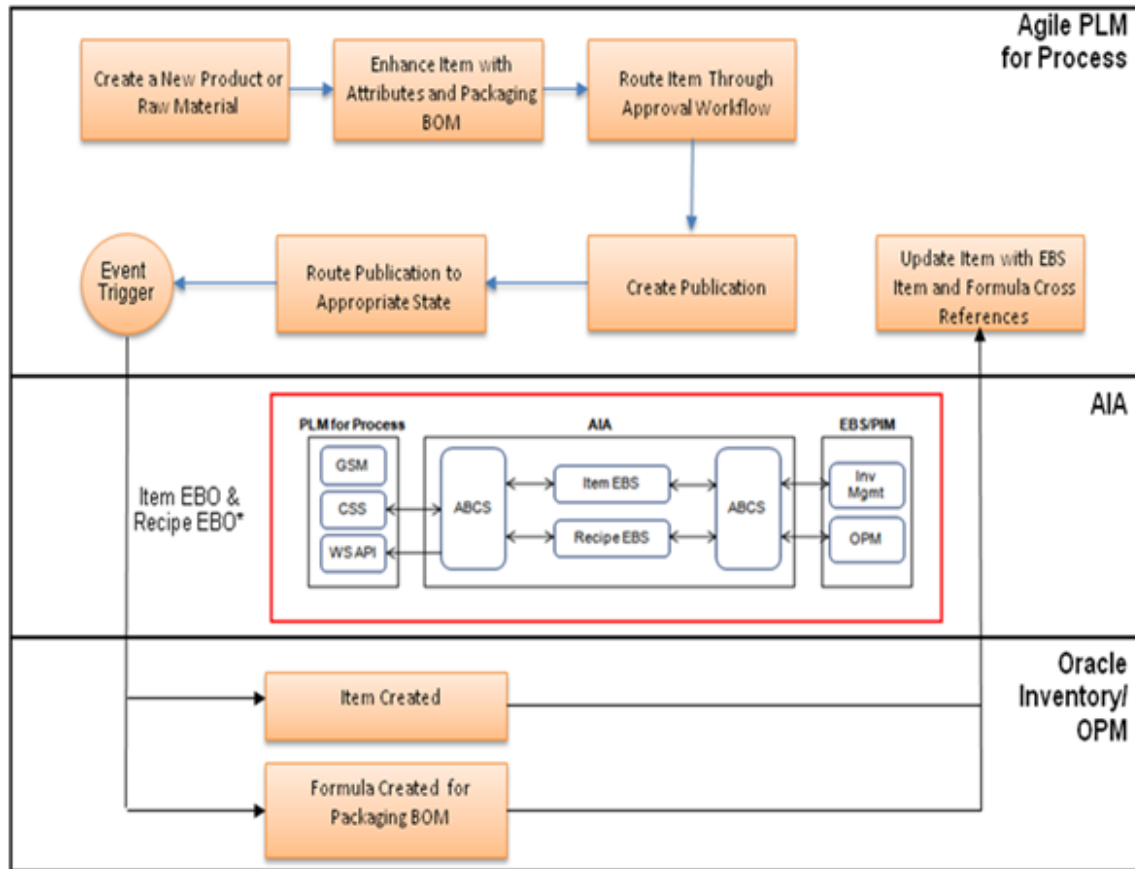 Agile PLM
for Process
Create a New Product or
Raw Material
Enhance Item with
Attributes and Packaging
BOM
Route Item Through
Approval Workflow
Event
Trigger
Route Publication to
Appropriate State
Create Publication
Update Item with EBS
Item and Formula Cross
References
AIA
Item EBO &
Recipe EBO*
PLM for Process
GSM
CSS
WS API
AIA
ABCS
Item EBS
Recipe EBS
ABCS
EBS/PIM
Inv
Mgmt
OPM
Oracle
Inventory/
OPM
Item Created
Formula Created for
Packaging BOM